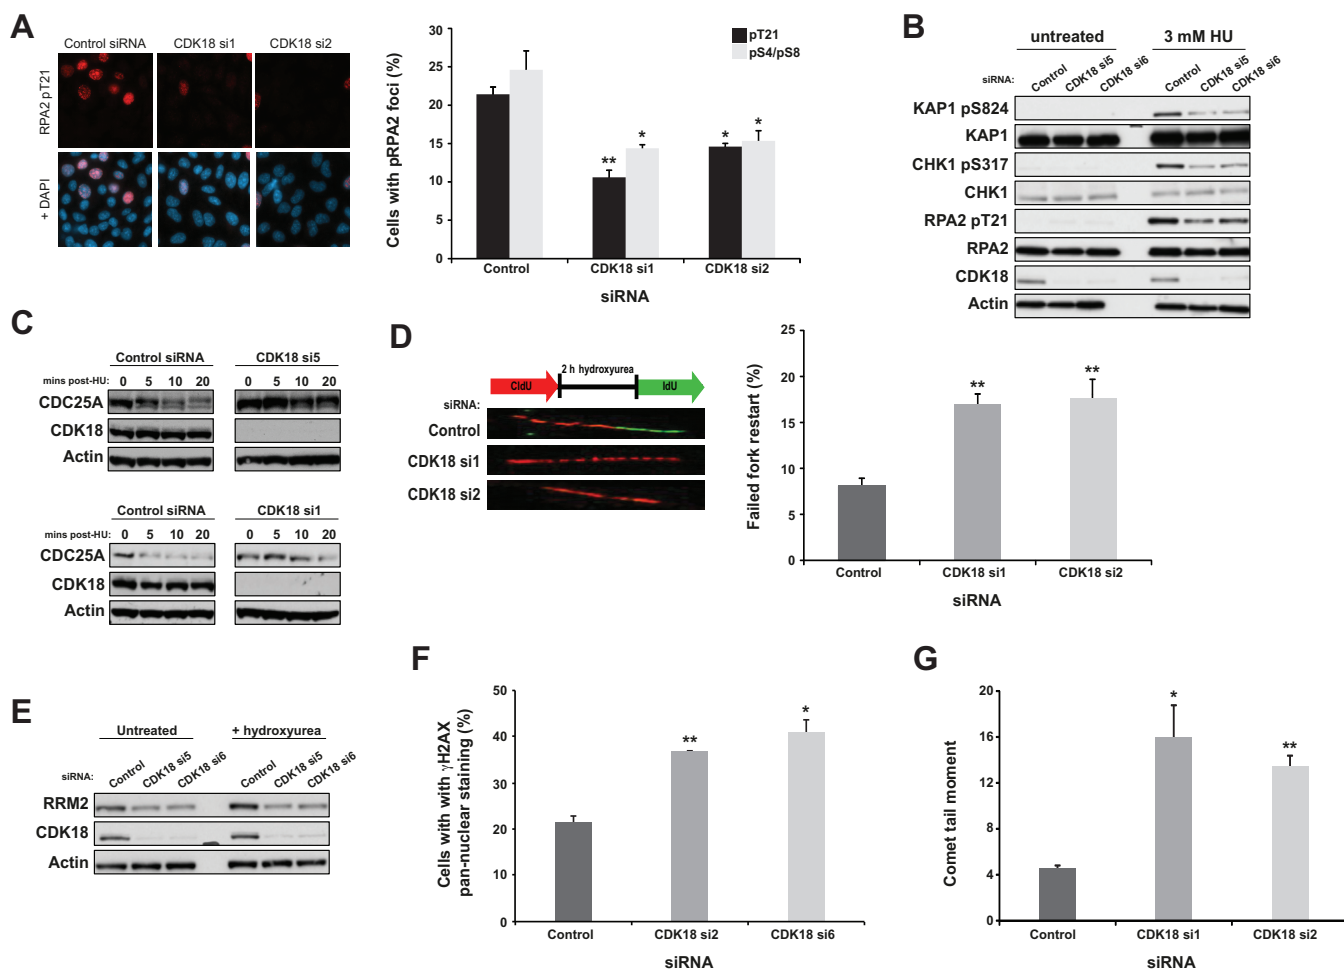 A
Control siRNA CDK18 si1 CDK18 si2
RPA2 pT21
+ DAPI
Cells with pRPA2 foci (%)
30
25
20
15
10
5
0
pT21
pS4/pS8
** * * *
Control CDK18 si1 CDK18 si2
siRNA
B
untreated 3 mM HU
siRNA: Control CDK18 si5 CDK18 si6 Control CDK18 si5 CDK18 si6
KAP1 pS824
KAP1
CHK1 pS317
CHK1
RPA2 pT21
RPA2
CDK18
Actin
C
Control siRNA CDK18 si5
mins post-HU: 0 5 10 20 0 5 10 20
CDC25A
CDK18
Actin
Control siRNA CDK18 si1
mins post-HU: 0 5 10 20 0 5 10 20
CDC25A
CDK18
Actin
D
2 h hydroxyurea
CldU IdU
siRNA:
Control
CDK18 si1
CDK18 si2
Failed fork restart (%)
25
20
15
10
5
0
** **
Control CDK18 si1 CDK18 si2
siRNA
E
Untreated + hydroxyurea
siRNA: Control CDK18 si5 CDK18 si6 Control CDK18 si5 CDK18 si6
RRM2
CDK18
Actin
F
Cells with with γH2AX
pan-nuclear staining (%)
50
40
30
20
10
0
** *
Control CDK18 si2 CDK18 si6
siRNA
G
Comet tail moment
20
16
12
8
4
0
* **
Control CDK18 si1 CDK18 si2
siRNA